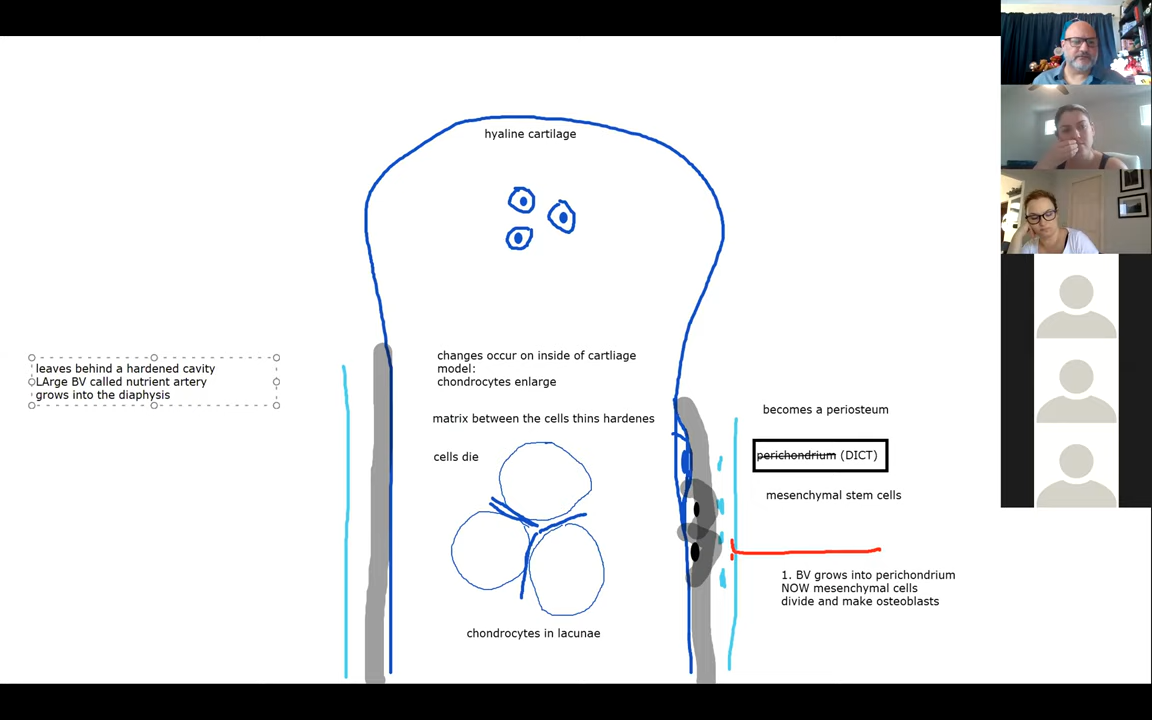 hyaline cartilage
leaves behind a hardened cavity
LArge BV called nutrient artery
grows into the diaphysis
changes occur on inside of cartliage
model:
chondrocytes enlarge
matrix between the cells thins hardenes
cells die
chondrocytes in lacunae
becomes a periosteum
perichondrium (DICT)
mesenchymal stem cells
1. BV grows into perichondrium
NOW mesenchymal cells
divide and make osteoblasts